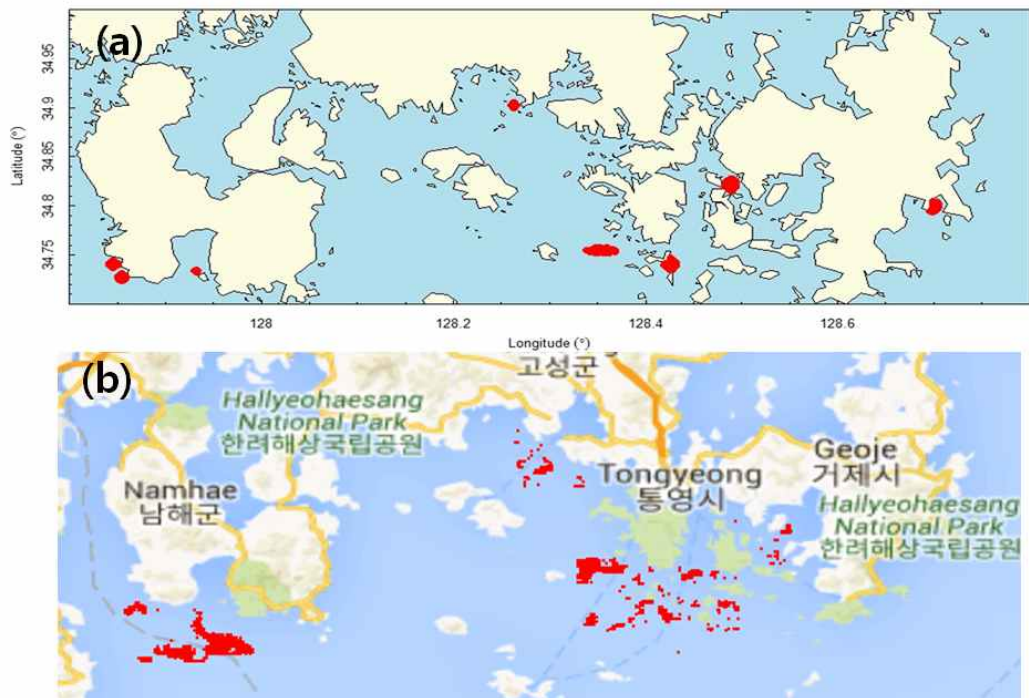 (a)
34.95
34.9
34.85
34.8
34.75
Latitude (°)
128
128.2
128.4
128.6
Longitude (°)
(b)
고성군
Hallyeohaesang
National Park
한려해상국립공원
Namhae
남해군
Tongyeong
통영시
Geoje
거제시
Hallyeohaesang
National Park
한려해상국립공원